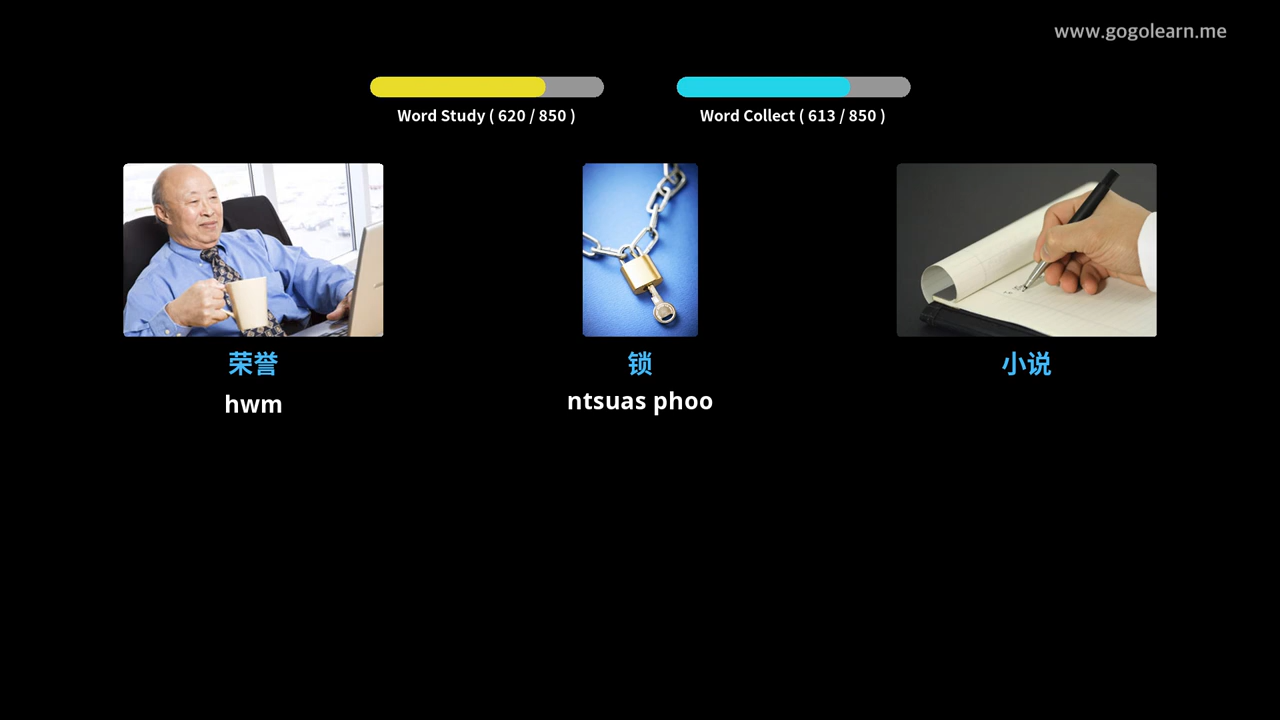 www.gogolearn.me
Word Study ( 620 / 850 )
Word Collect ( 613 / 850 )
荣誉
锁
小说
hwm
ntsuas phoo